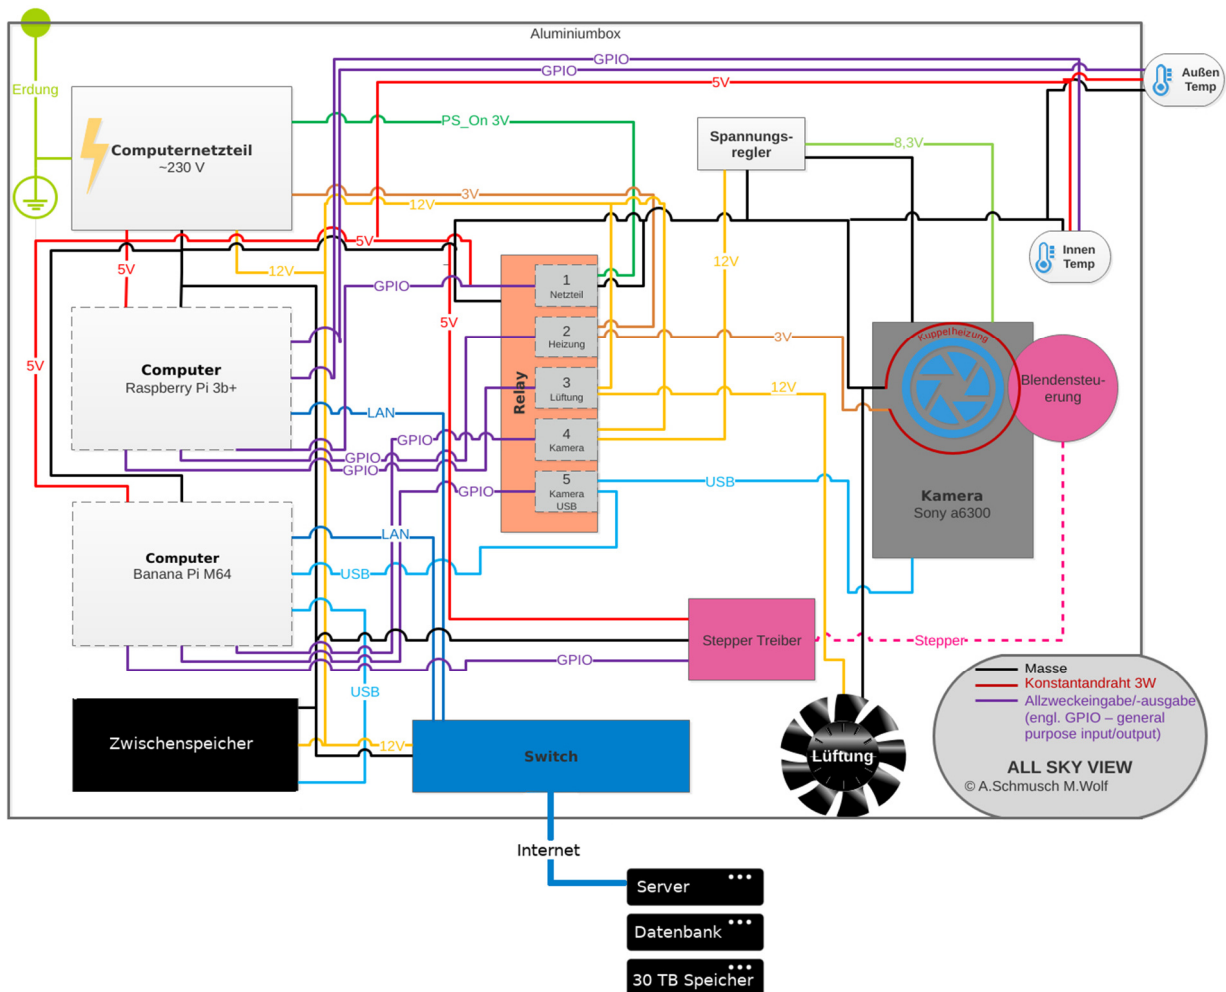 Aluminiumbox
GPIO
GPIO
5V
Außen
Temp
Erdung
Computernetzteil
~230 V
PS_On 3V
Spannungs-
regler
8,3V
3V
12V
5V
Innen
Temp
5V
12V
12V
GPIO
1
Netzteil
5V
2
Heizung
3V
Kuppelheizung
5V
Computer
Raspberry Pi 3b+
Relay
3
Lüftung
12V
Blendensteu-
erung
LAN
GPIO
4
Kamera
GPIO
GPIO
5
Kamera
USB
GPIO
USB
Kamera
Sony a6300
LAN
Computer
Banana Pi M64
USB
Stepper Treiber
Stepper
GPIO
USB
Masse
Konstantandraht 3W
Allzweckeingabe/-ausgabe
(engl. GPIO – general
purpose input/output)
Zwischenspeicher
12V
Switch
Lüftung
ALL SKY VIEW
© A.Schmusch M.Wolf
Internet
Server
Datenbank
30 TB Speicher